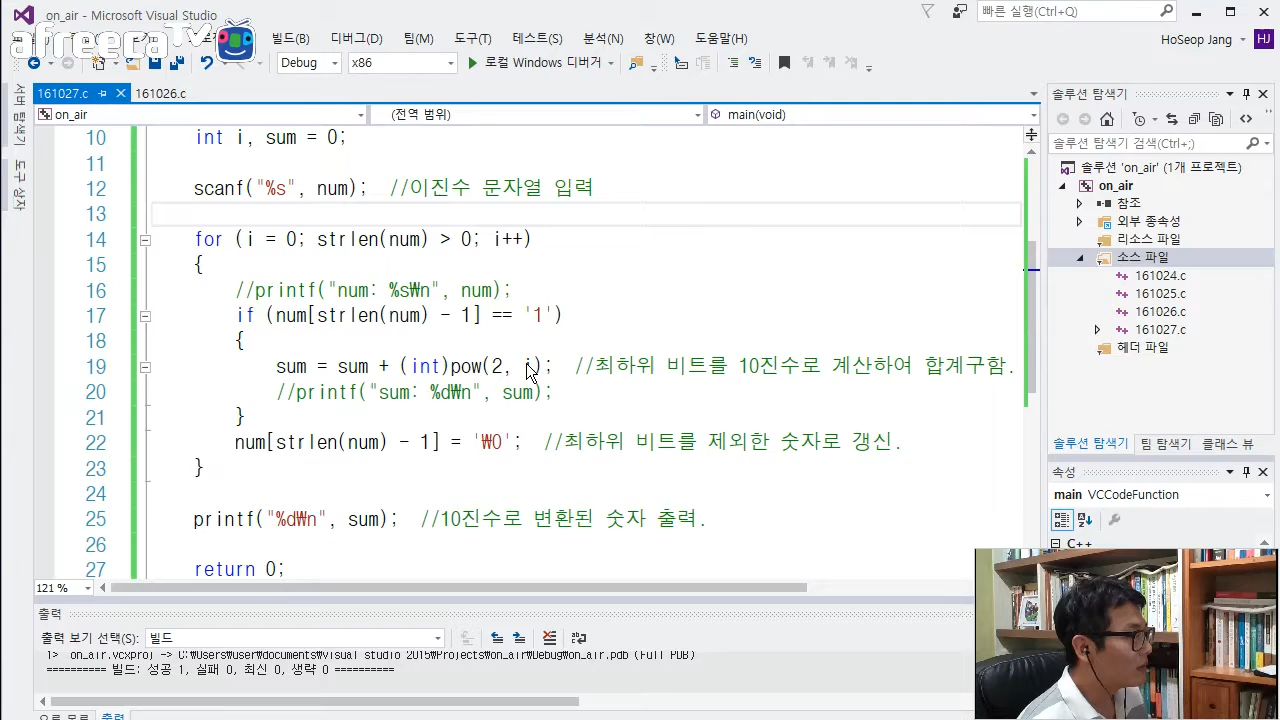 on_air - Microsoft Visual Studio
빠른 실행(Ctrl+Q)
afreecaTV
빌드(B) 디버그(D) 팀(M) 도구(T) 테스트(S) 분석(N) 창(W) 도움말(H)
HoSeop Jang HJ
Debug x86 로컬 Windows 디버거
서버 탐색기
도구 상자
161027.c 161026.c
on_air (전역 범위) main(void)
10 int i, sum = 0;
11
12 scanf("%s", num); //이진수 문자열 입력
13
14 for (i = 0; strlen(num) > 0; i++)
15 {
16 //printf("num: %s₩n", num);
17 if (num[strlen(num) - 1] == '1')
18 {
19 sum = sum + (int)pow(2, i); //최하위 비트를 10진수로 계산하여 합계구함.
20 //printf("sum: %d₩n", sum);
21 }
22 num[strlen(num) - 1] = '₩0'; //최하위 비트를 제외한 숫자로 갱신.
23 }
24
25 printf("%d₩n", sum); //10진수로 변환된 숫자 출력.
26
27 return 0;
121 %
솔루션 탐색기
솔루션 탐색기 검색(Ctrl+;)
솔루션 'on_air' (1개 프로젝트)
on_air
참조
외부 종속성
리소스 파일
소스 파일
161024.c
161025.c
161026.c
161027.c
헤더 파일
솔루션 탐색기 팀 탐색기 클래스 뷰
속성
main VCCodeFunction
C++
출력
출력 보기 선택(S): 빌드
1> on_air.vcxproj -> C:₩Users₩user₩documents₩visual studio 2015₩Projects₩on_air₩Debug₩on_air.pdb (Full PDB)
========== 빌드: 성공 1, 실패 0, 최신 0, 생략 0 ==========
출력